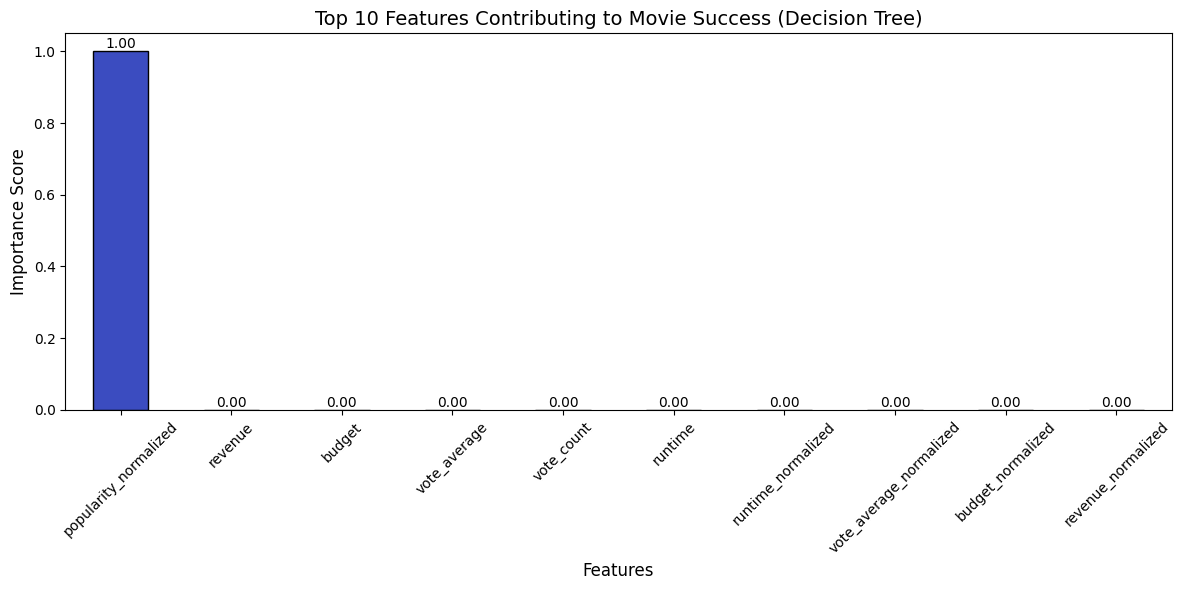 Top 10 Features Contributing to Movie Success (Decision Tree)
Importance Score
1.0
0.8
0.6
0.4
0.2
0.0
1.00
0.00
0.00
0.00
0.00
0.00
0.00
0.00
0.00
0.00
popularity_normalized
revenue
budget
vote_average
vote_count
runtime
runtime_normalized
vote_average_normalized
budget_normalized
revenue_normalized
Features